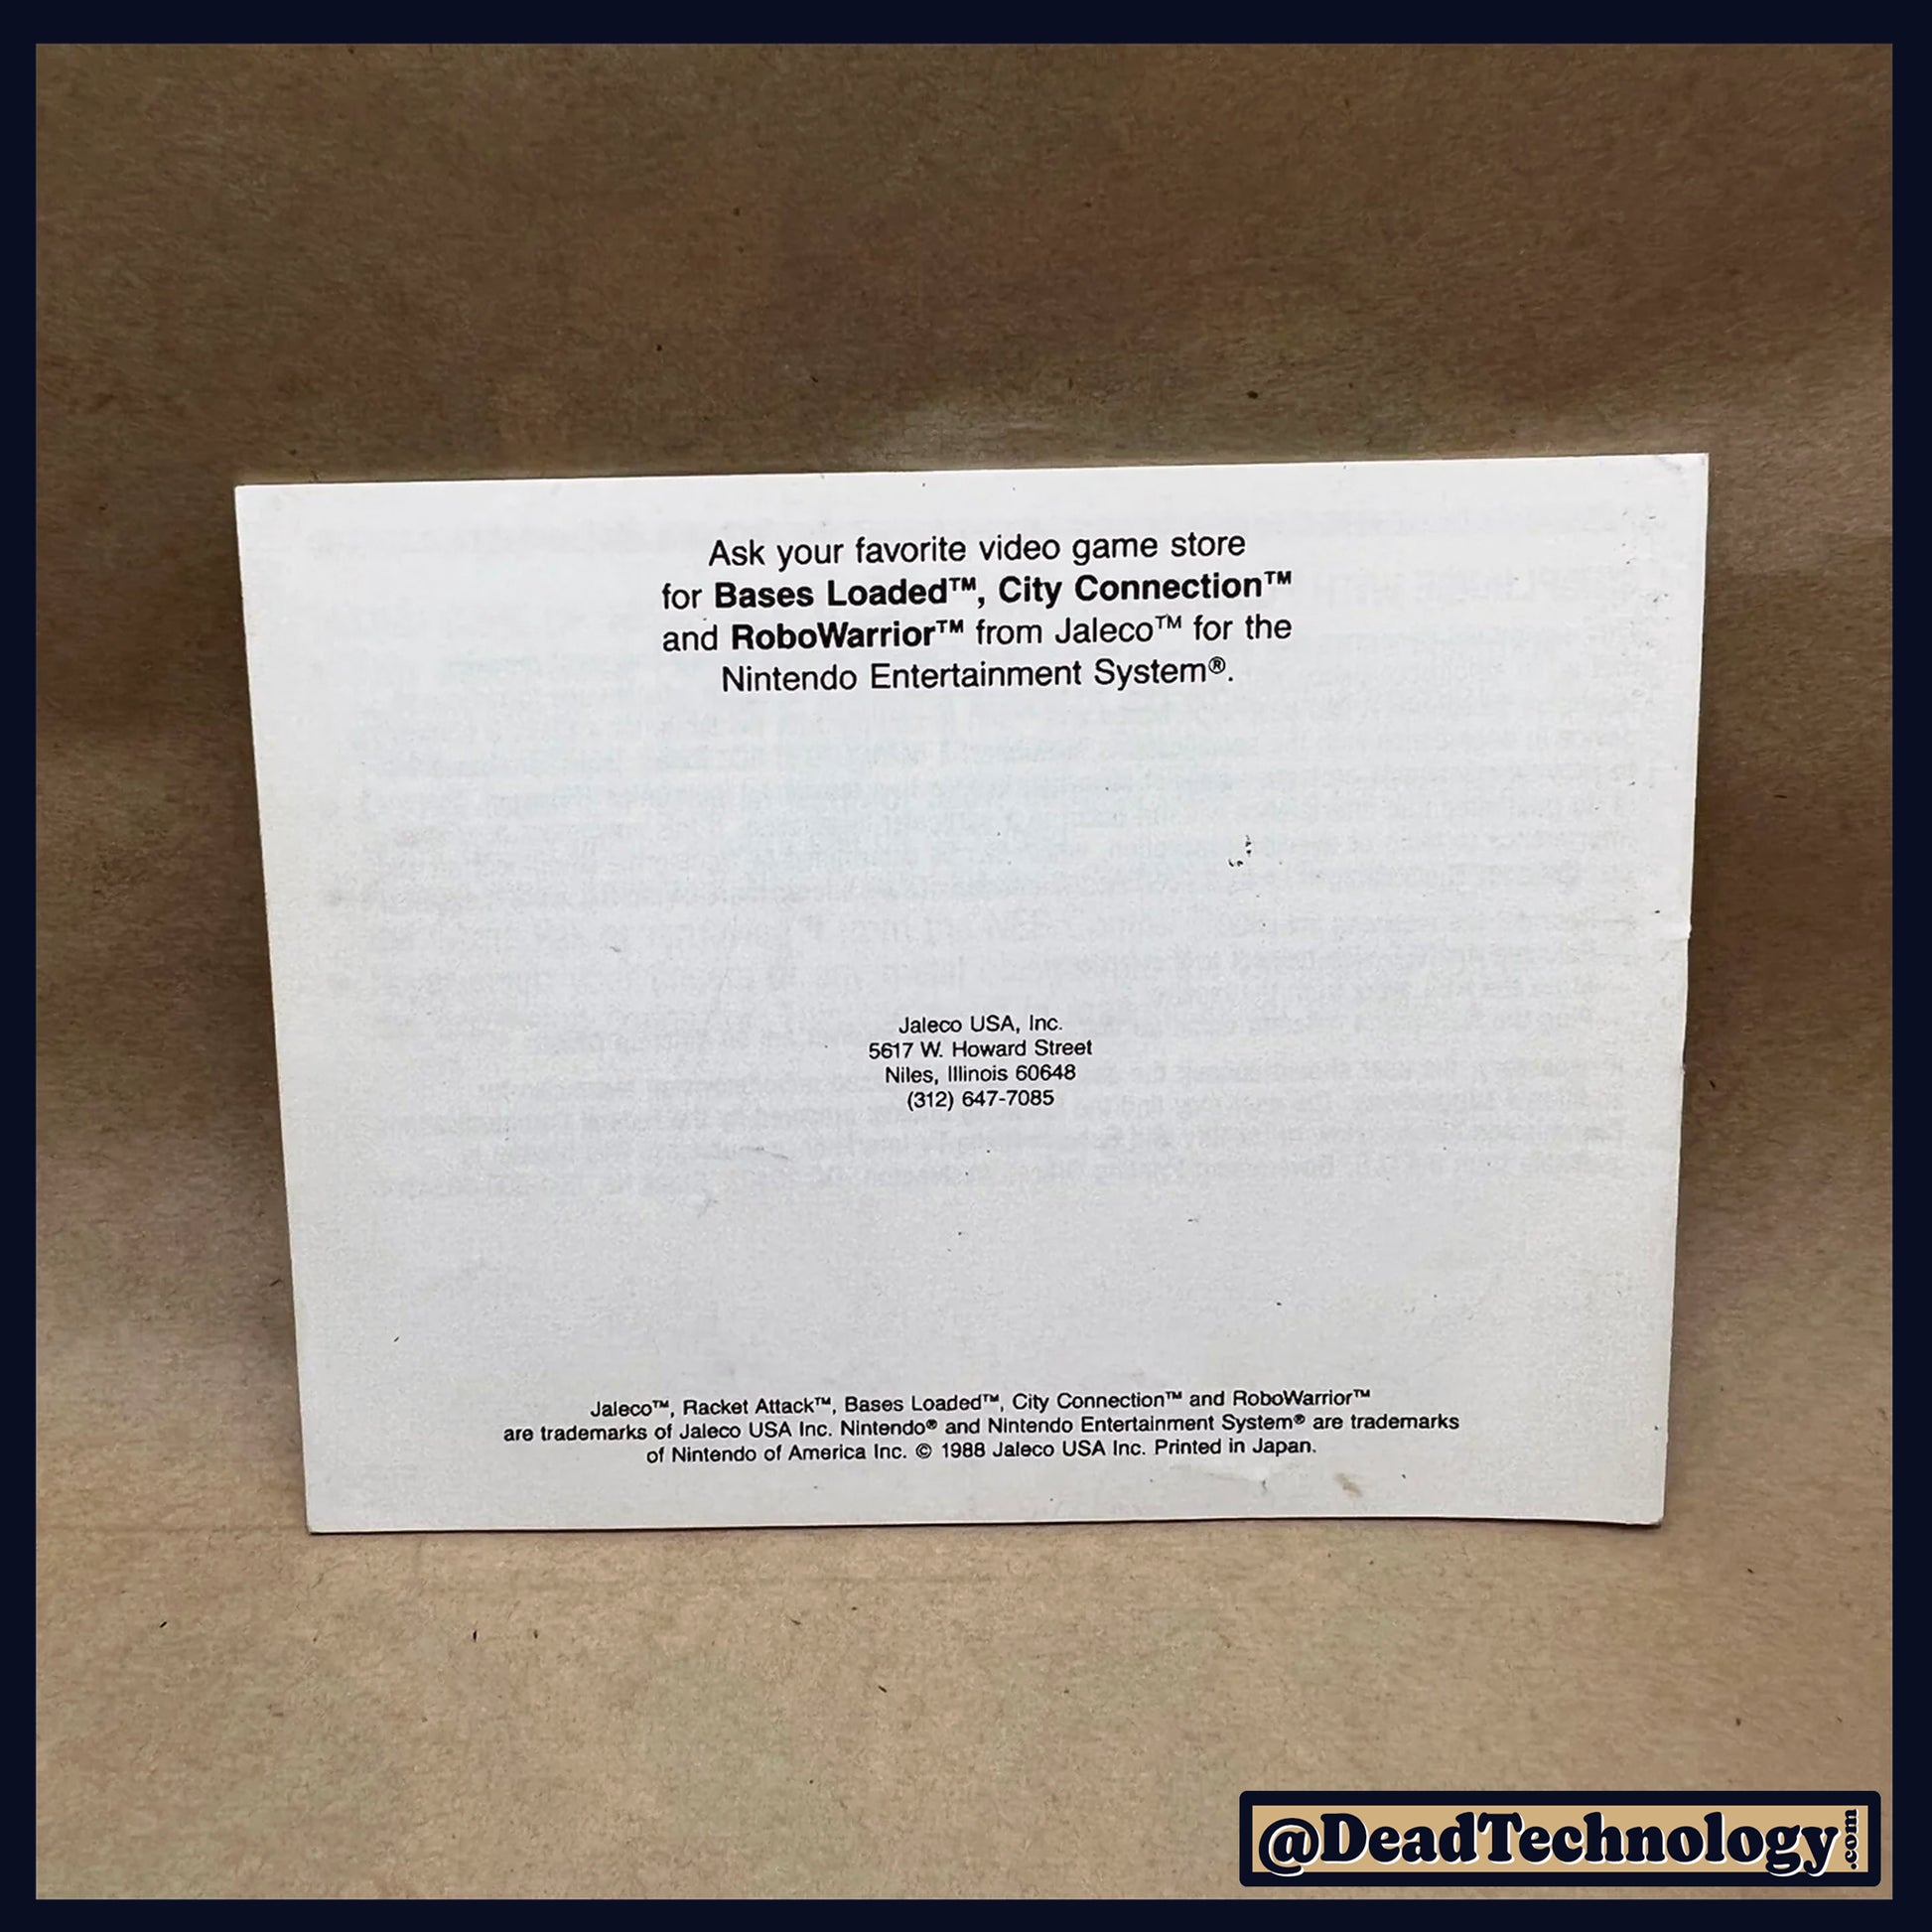 Ask your favorite video game store
for Bases Loaded™, City Connection™
and RoboWarrior™ from Jaleco™ for the
Nintendo Entertainment System®.
Jaleco USA, Inc.
5617 W. Howard Street
Niles, Illinois 60648
(312) 647-7085
Jaleco™, Racket Attack™, Bases Loaded™, City Connection™ and RoboWarrior™
are trademarks of Jaleco USA Inc. Nintendo® and Nintendo Entertainment System® are trademarks
of Nintendo of America Inc. © 1988 Jaleco USA Inc. Printed in Japan.
@DeadTechnology.com